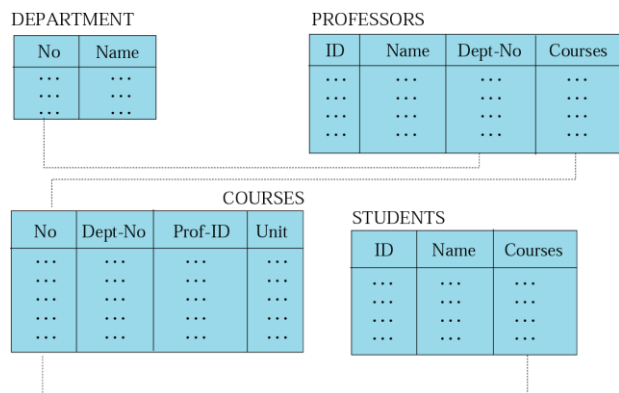 DEPARTMENT
No Name
... ...
... ...
... ...
PROFESSORS
ID Name Dept-No Courses
... ... ... ...
... ... ... ...
... ... ... ...
... ... ... ...
COURSES
No Dept-No Prof-ID Unit
... ... ... ...
... ... ... ...
... ... ... ...
... ... ... ...
... ... ... ...
STUDENTS
ID Name Courses
... ... ...
... ... ...
... ... ...
... ... ...